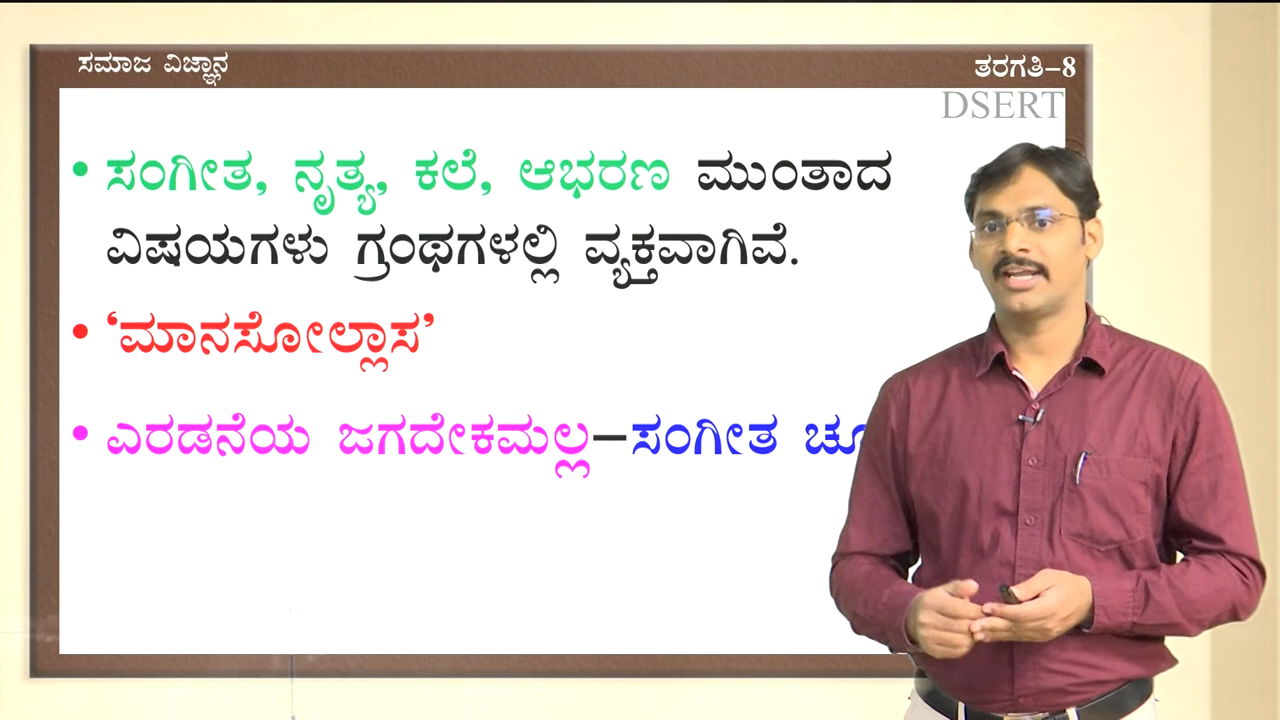 ಸಮಾಜ ವಿಜ್ಞಾನ
ತರಗತಿ-8
DSERT
• ಸಂಗೀತ, ನೃತ್ಯ, ಕಲೆ, ಆಭರಣ ಮುಂತಾದ
ವಿಷಯಗಳು ಗ್ರಂಥಗಳಲ್ಲಿ ವ್ಯಕ್ತವಾಗಿವೆ.
• ‘ಮಾನಸೋಲ್ಲಾಸ’
• ಎರಡನೆಯ ಜಗದೇಕಮಲ್ಲ-ಸಂಗೀತ